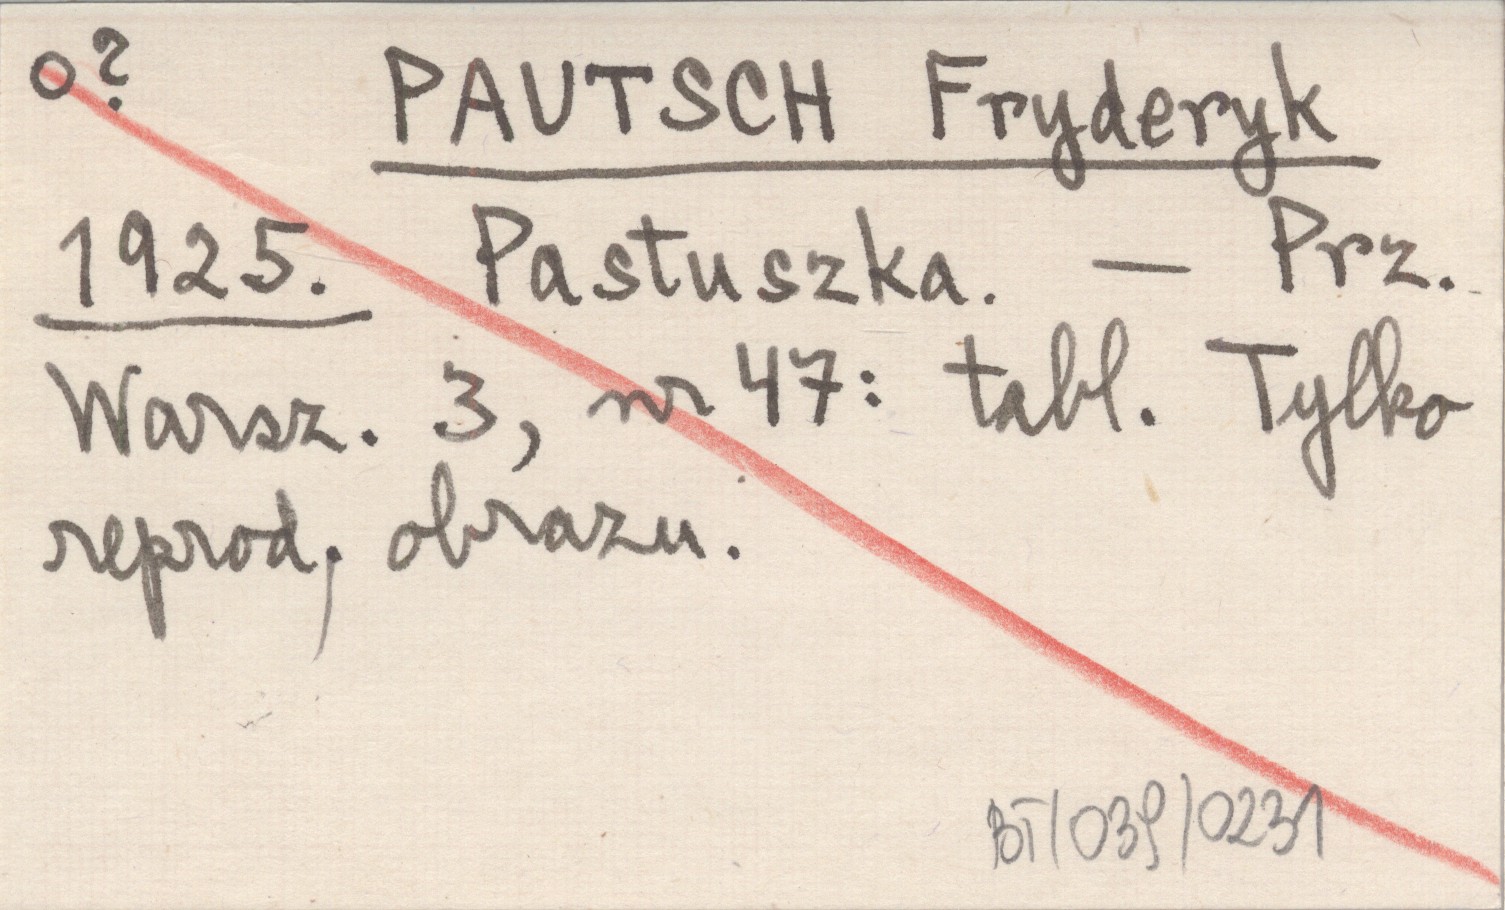 o?
PAUTSCH Fryderyk
1925. Pastuszka. — Prz.
Warsz. 3, nr 47: tabl. Tylko
reprod. obrazu.
BT/039/0231